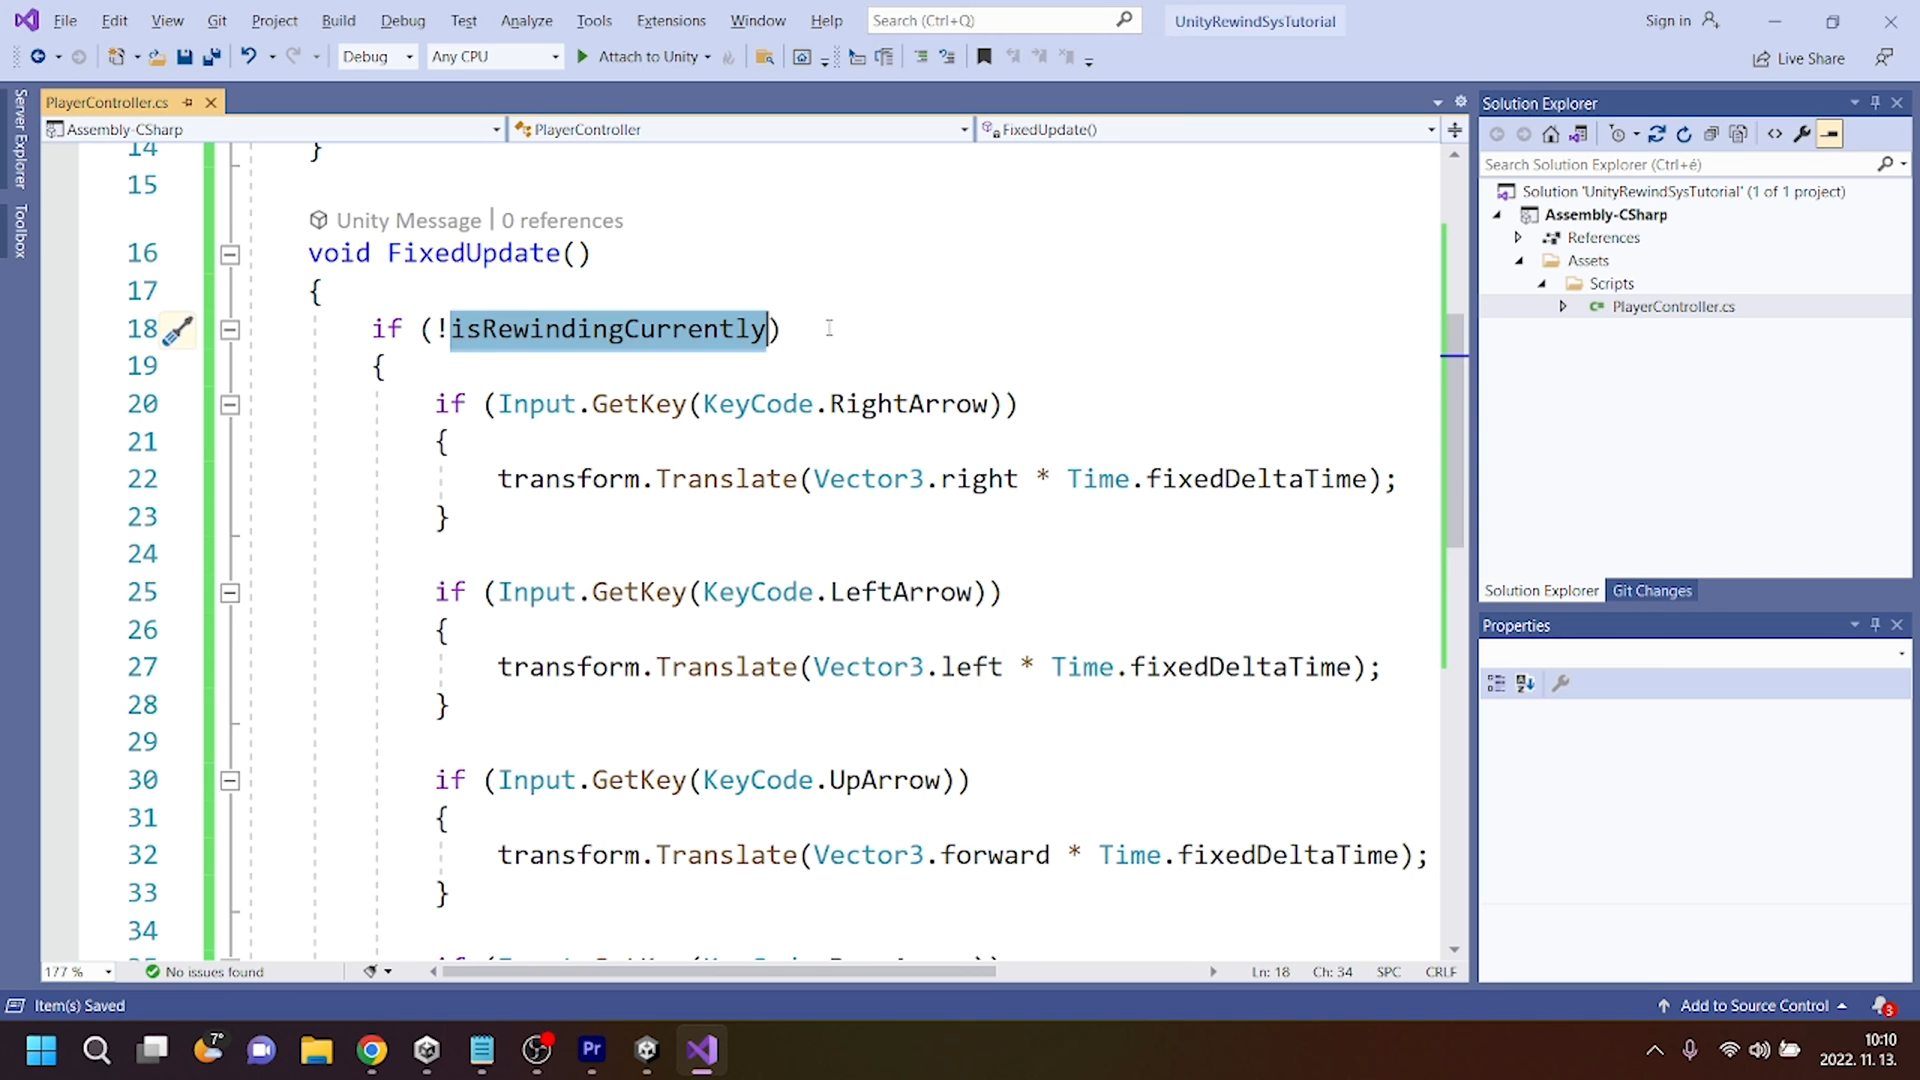 File Edit View Git Project Build Debug Test Analyze Tools Extensions Window Help Search (Ctrl+Q) UnityRewindSysTutorial Sign in
Debug Any CPU Attach to Unity Live Share
Server Explorer
Toolbox
PlayerController.cs
Assembly-CSharp PlayerController FixedUpdate()
14 }
15
Unity Message | 0 references
16 void FixedUpdate()
17 {
18 if (!isRewindingCurrently)
19 {
20 if (Input.GetKey(KeyCode.RightArrow))
21 {
22 transform.Translate(Vector3.right * Time.fixedDeltaTime);
23 }
24
25 if (Input.GetKey(KeyCode.LeftArrow))
26 {
27 transform.Translate(Vector3.left * Time.fixedDeltaTime);
28 }
29
30 if (Input.GetKey(KeyCode.UpArrow))
31 {
32 transform.Translate(Vector3.forward * Time.fixedDeltaTime);
33 }
34
177 % No issues found Ln: 18 Ch: 34 SPC CRLF
Solution Explorer
Search Solution Explorer (Ctrl+é)
Solution 'UnityRewindSysTutorial' (1 of 1 project)
Assembly-CSharp
References
Assets
Scripts
C# PlayerController.cs
Solution Explorer Git Changes
Properties
Item(s) Saved Add to Source Control 3
7°
Pr
10:10
2022. 11. 13.